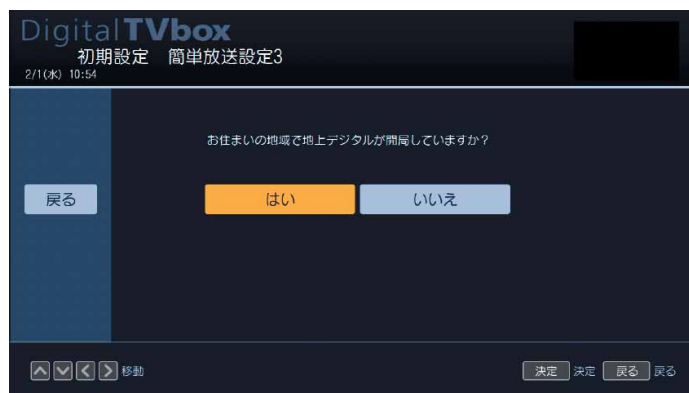 Digital TVbox
初期設定 簡単放送設定3
2/1(水) 10:54
お住まいの地域で地上デジタルが開局していますか?
戻る
はい
いいえ
移動
決定 決定 戻る 戻る